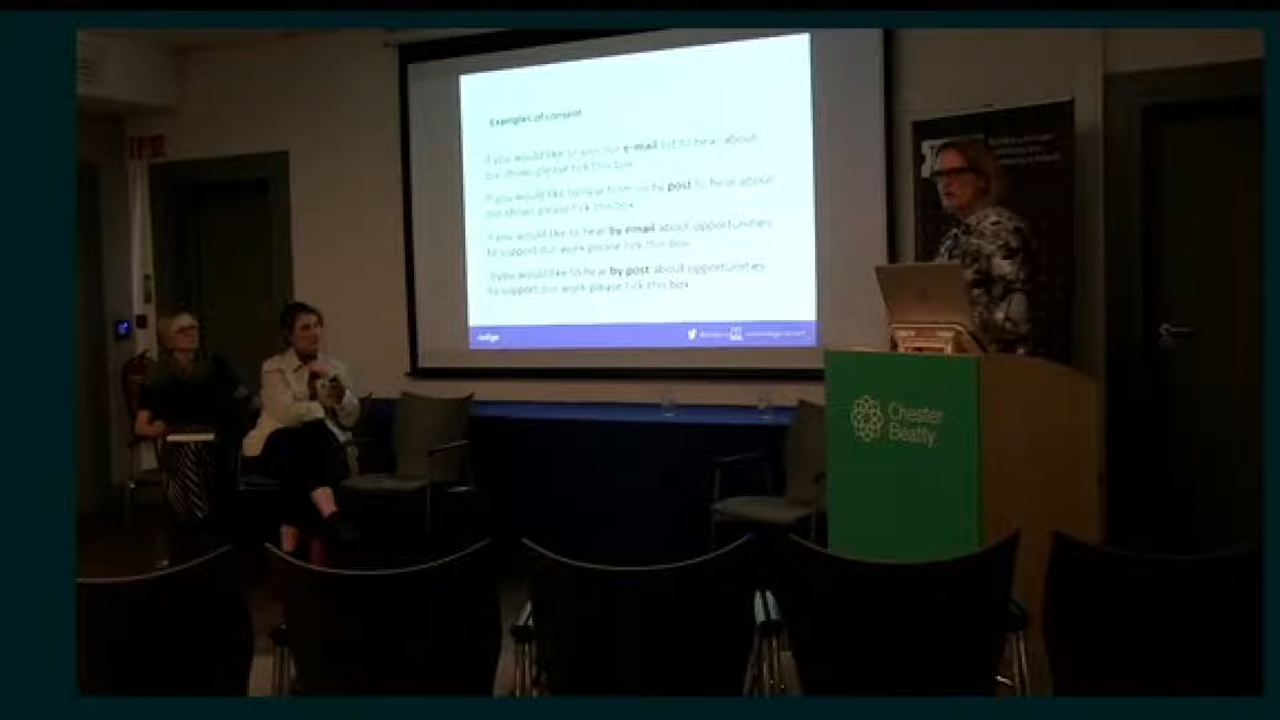 Examples of consent
If you would like to join our e-mail list to hear about
our shows please tick this box
If you would like to hear from us by post to hear about
our shows please tick this box
If you would like to hear by email about opportunities
to support our work please tick this box
If you would like to hear by post about opportunities
to support our work please tick this box
indigo
Chester
Beatty